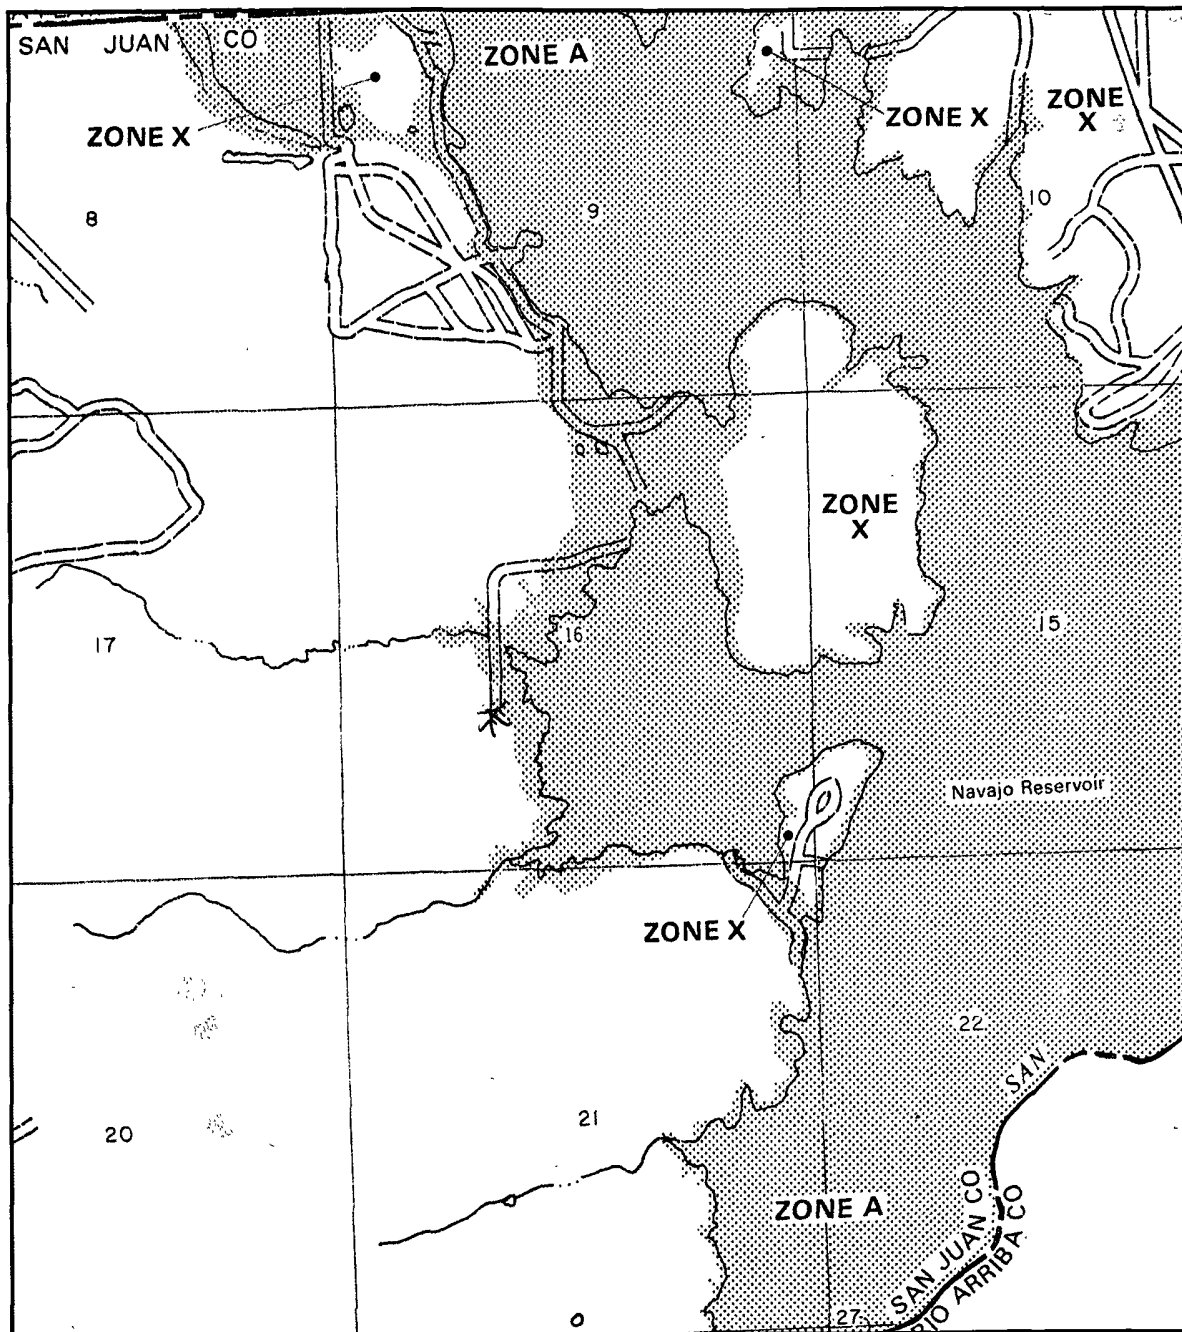 SAN JUAN CO
ZONE A
ZONE X
ZONE X
ZONE
X
8
9
10
ZONE
X
17
16
15
Navajo Reservoir
ZONE X
22
SAN
20
21
ZONE A
SAN JUAN CO
RIO ARRIBA CO
27